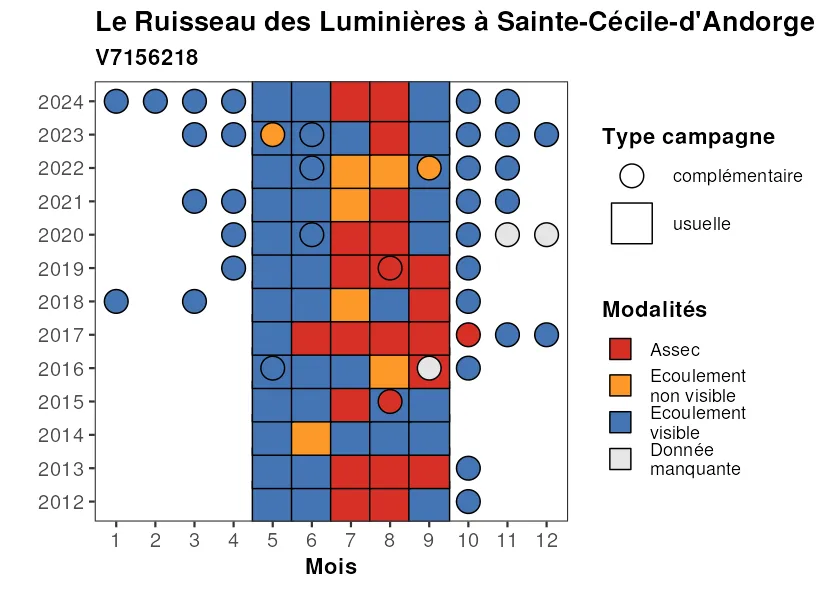 Le Ruisseau des Luminières à Sainte-Cécile-d'Andorge
V7156218
2024
2023
2022
2021
2020
2019
2018
2017
2016
2015
2014
2013
2012
1 2 3 4 5 6 7 8 9 10 11 12
Mois
Type campagne
complémentaire
usuelle
Modalités
Assec
Ecoulement
non visible
Ecoulement
visible
Donnée
manquante